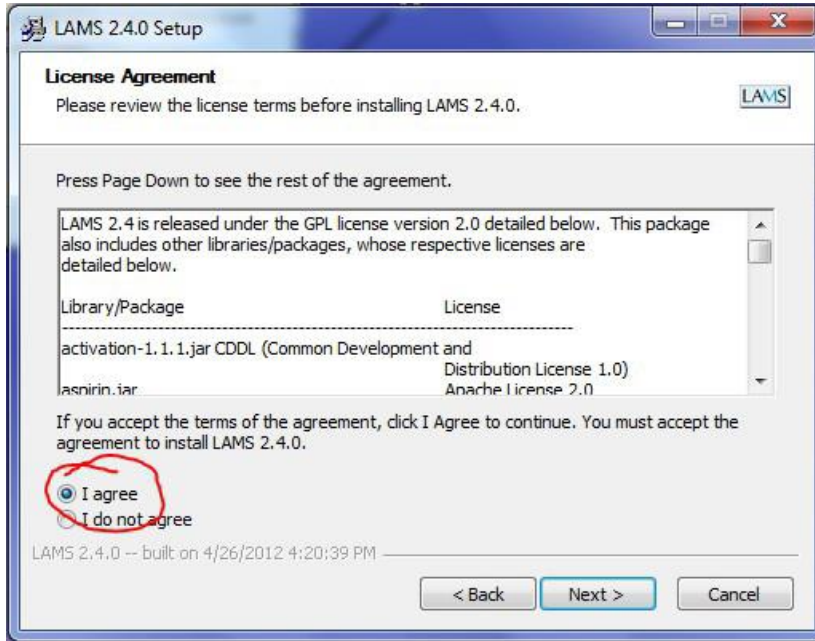 LAMS 2.4.0 Setup
License Agreement
Please review the license terms before installing LAMS 2.4.0.
LAMS
Press Page Down to see the rest of the agreement.
LAMS 2.4 is released under the GPL license version 2.0 detailed below. This package
also includes other libraries/packages, whose respective licenses are
detailed below.
Library/Package License
--------------------------------------------------------------------------------
activation-1.1.1.jar CDDL (Common Development and
Distribution License 1.0)
aspirin.jar Apache License 2.0
If you accept the terms of the agreement, click I Agree to continue. You must accept the
agreement to install LAMS 2.4.0.
I agree
I do not agree
LAMS 2.4.0 -- built on 4/26/2012 4:20:39 PM
< Back Next > Cancel